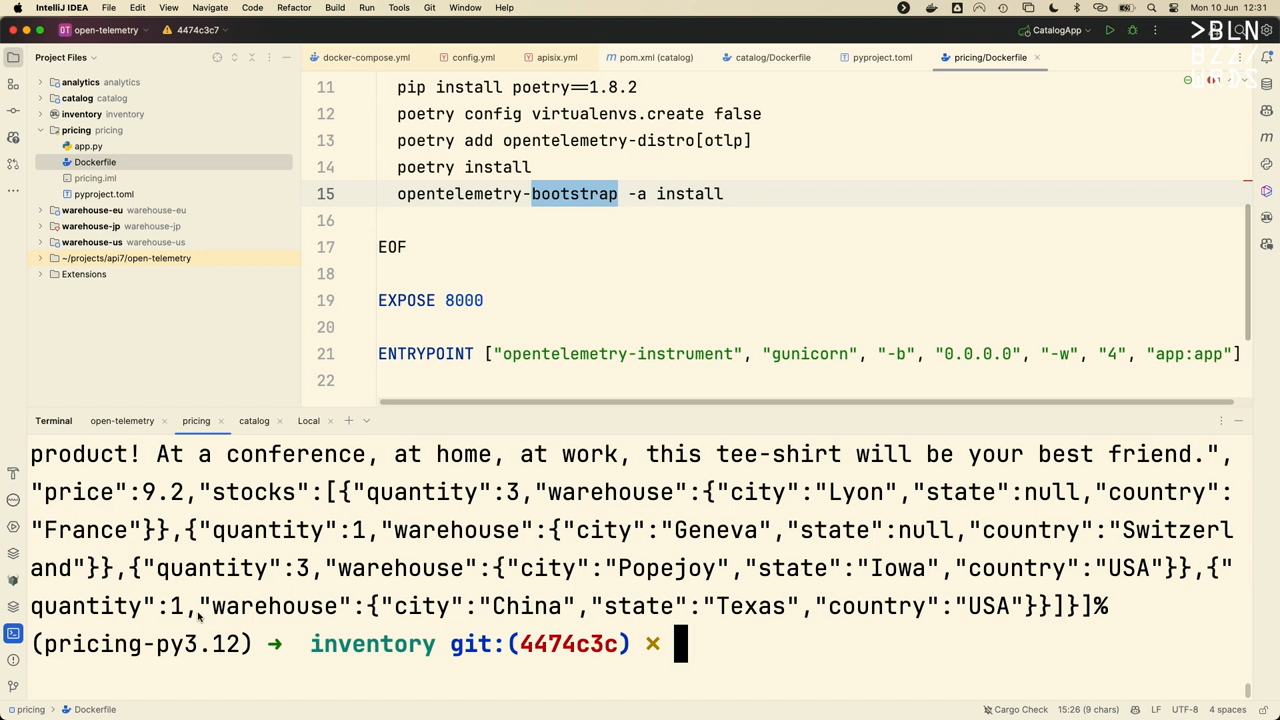 IntelliJ IDEA File Edit View Navigate Code Refactor Build Run Tools Git Window Help Mon 10 Jun 12:31
OT open-telemetry 4474c3c7 CatalogApp >BLN
BZZ/
WRDS
Project Files
docker-compose.yml config.yml apisix.yml pom.xml (catalog) catalog/Dockerfile pyproject.toml pricing/Dockerfile
analytics analytics
catalog catalog
inventory inventory
pricing pricing
app.py
Dockerfile
pricing.iml
pyproject.toml
warehouse-eu warehouse-eu
warehouse-jp warehouse-jp
warehouse-us warehouse-us
~/projects/api7/open-telemetry
Extensions
11 pip install poetry==1.8.2
12 poetry config virtualenvs.create false
13 poetry add opentelemetry-distro[otlp]
14 poetry install
15 opentelemetry-bootstrap -a install
16
17 EOF
18
19 EXPOSE 8000
20
21 ENTRYPOINT ["opentelemetry-instrument", "gunicorn", "-b", "0.0.0.0", "-w", "4", "app:app"]
22
Terminal open-telemetry pricing catalog Local
product! At a conference, at home, at work, this tee-shirt will be your best friend.",
"price":9.2,"stocks":[{"quantity":3,"warehouse":{"city":"Lyon","state":null,"country":
"France"}},{"quantity":1,"warehouse":{"city":"Geneva","state":null,"country":"Switzerl
and"}},{"quantity":3,"warehouse":{"city":"Popejoy","state":"Iowa","country":"USA"}},{"
quantity":1,"warehouse":{"city":"China","state":"Texas","country":"USA"}}]}]%
(pricing-py3.12) → inventory git:(4474c3c) ×
pricing > Dockerfile Cargo Check 15:26 (9 chars) LF UTF-8 4 spaces